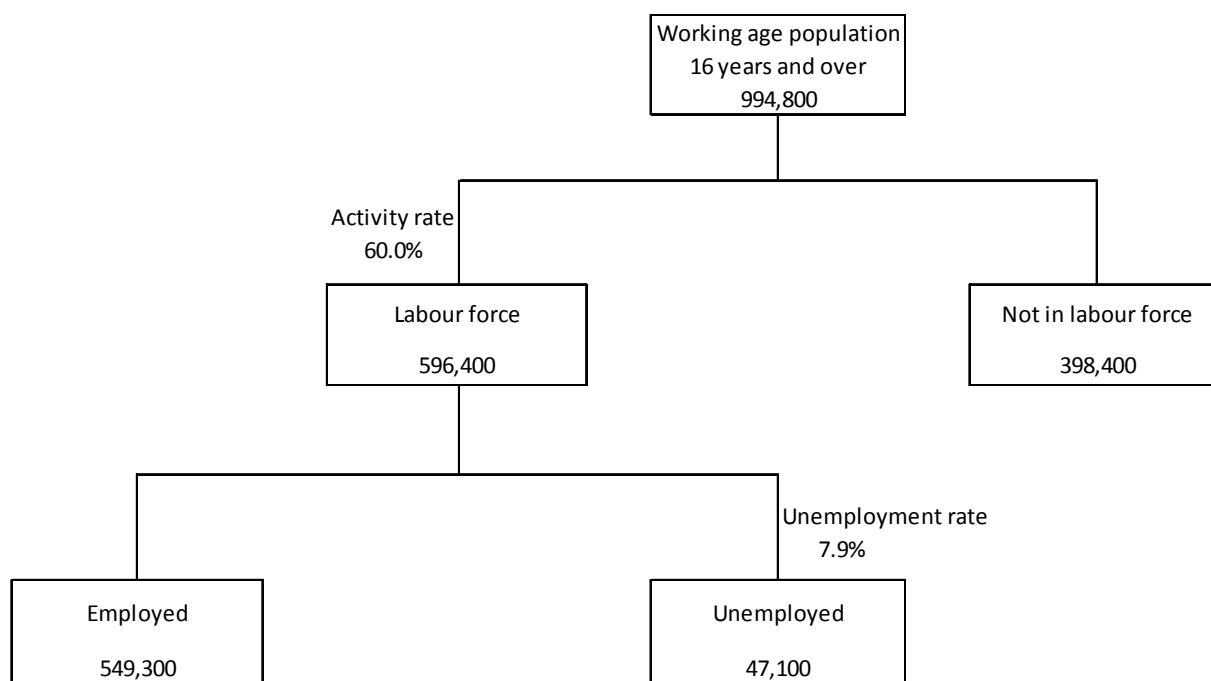 Working age population
16 years and over
994,800
Activity rate
60.0%
Labour force
596,400
Not in labour force
398,400
Unemployment rate
7.9%
Employed
549,300
Unemployed
47,100